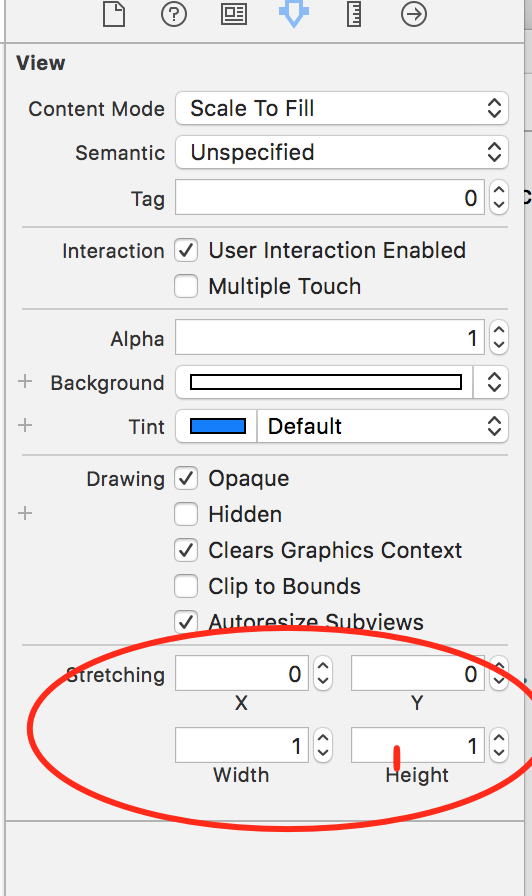 View
Content Mode Scale To Fill
Semantic Unspecified
Tag 0
Interaction User Interaction Enabled
Multiple Touch
Alpha 1
Background
Tint Default
Drawing Opaque
Hidden
Clears Graphics Context
Clip to Bounds
Autoresize Subviews
Stretching 0 0
X Y
1 1
Width Height